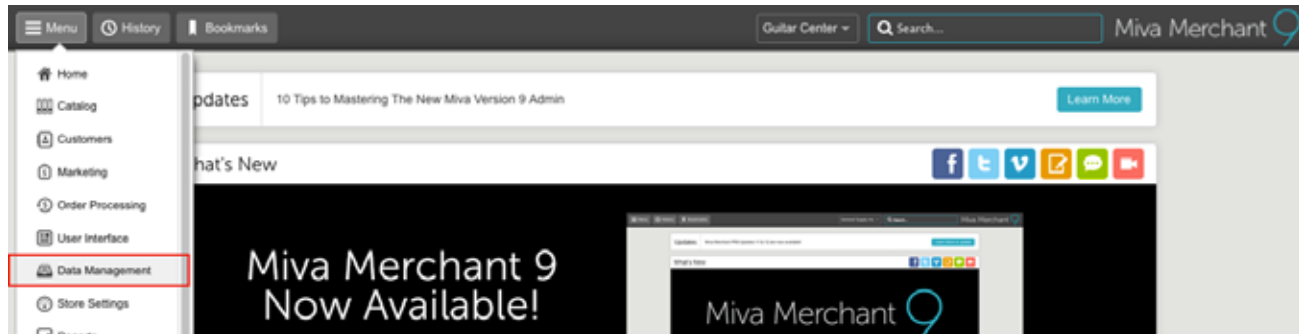 Menu History Bookmarks Guitar Center Search... Miva Merchant 9
Home
pdates 10 Tips to Mastering The New Miva Version 9 Admin Learn More
Catalog
Customers
hat's New
Marketing
Order Processing
User Interface
Data Management
Store Settings
Miva Merchant 9
Now Available!
What's New
Miva Merchant 9